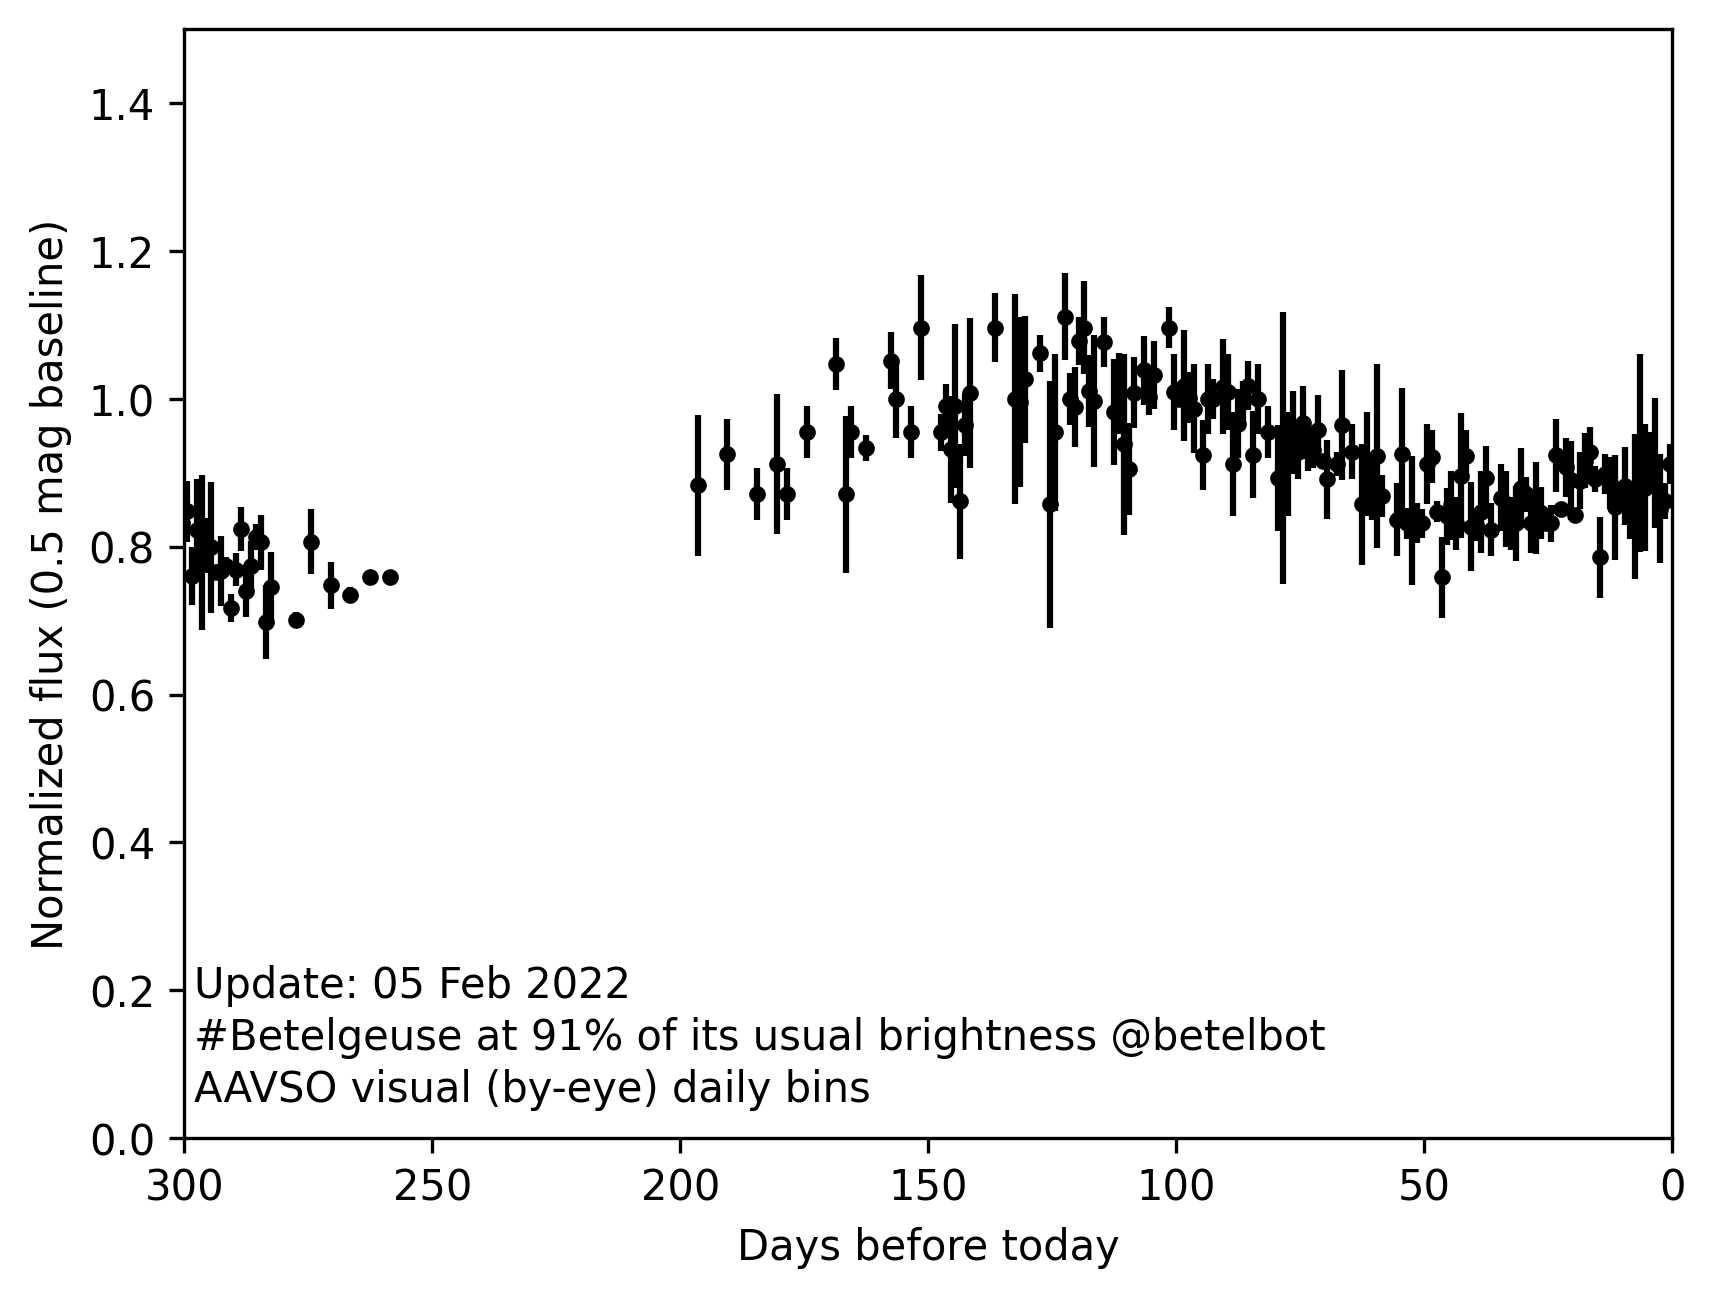 1.4
1.2
1.0
0.8
0.6
0.4
0.2
0.0
Normalized flux (0.5 mag baseline)
Update: 05 Feb 2022
#Betelgeuse at 91% of its usual brightness @betelbot
AAVSO visual (by-eye) daily bins
300 250 200 150 100 50 0
Days before today